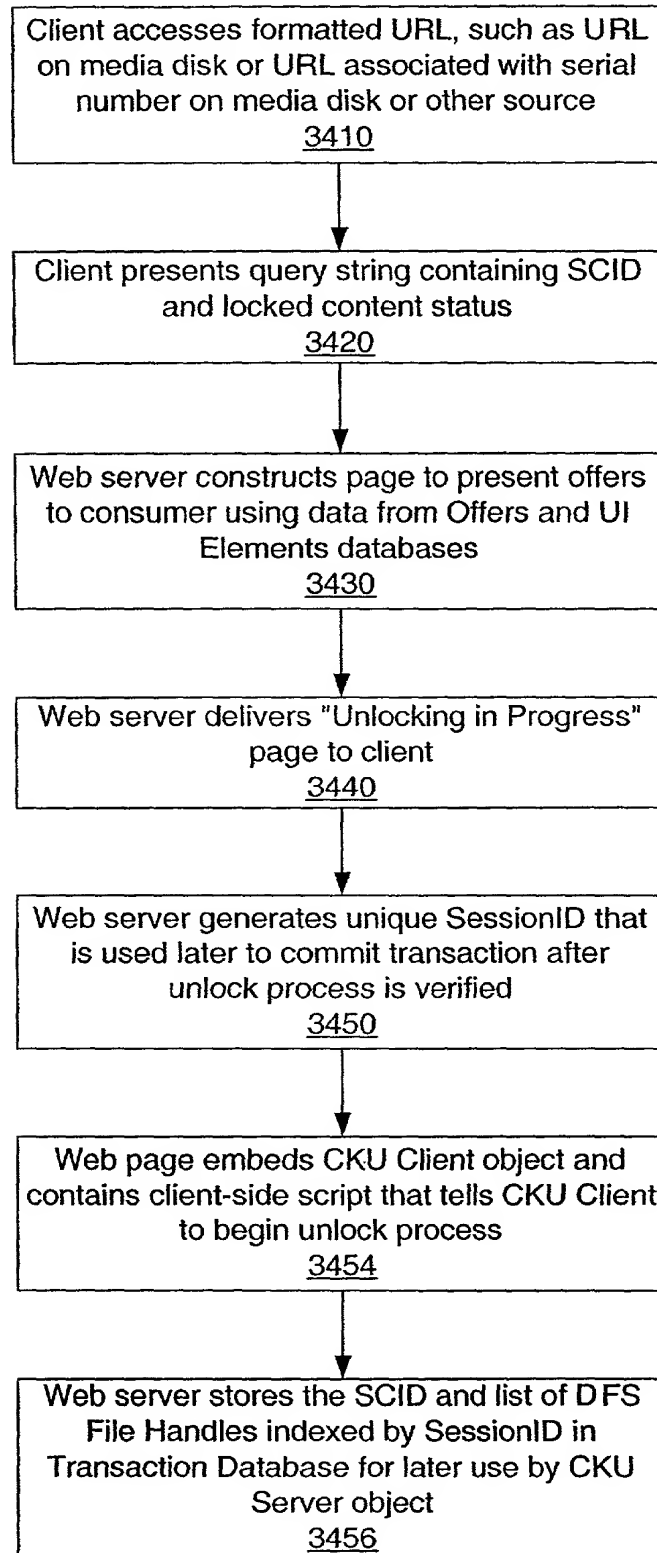 Client accesses formatted URL, such as URL
on media disk or URL associated with serial
number on media disk or other source
3410
Client presents query string containing SCID
and locked content status
3420
Web server constructs page to present offers
to consumer using data from Offers and UI
Elements databases
3430
Web server delivers "Unlocking in Progress"
page to client
3440
Web server generates unique SessionID that
is used later to commit transaction after
unlock process is verified
3450
Web page embeds CKU Client object and
contains client-side script that tells CKU Client
to begin unlock process
3454
Web server stores the SCID and list of DFS
File Handles indexed by SessionID in
Transaction Database for later use by CKU
Server object
3456